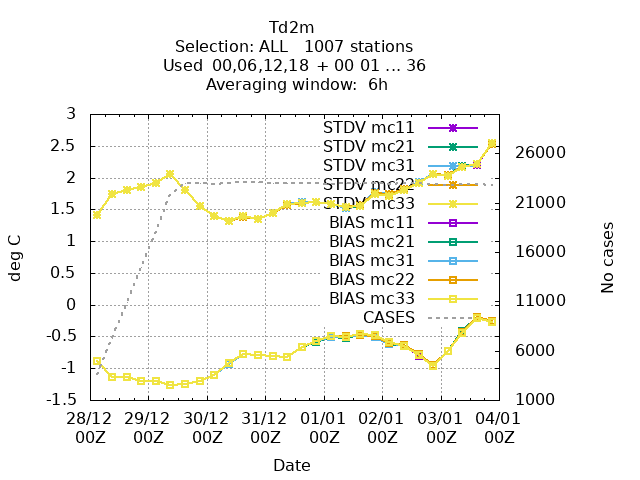 Td2m
Selection: ALL   1007 stations
Used  00,06,12,18 + 00 01 ... 36
Averaging window:  6h
3
2.5
2
1.5
1
0.5
0
-0.5
-1
-1.5
deg C
STDV mc11
STDV mc21
STDV mc31
STDV mc22
STDV mc33
BIAS mc11
BIAS mc21
BIAS mc31
BIAS mc22
BIAS mc33
CASES
26000
21000
16000
11000
6000
1000
No cases
28/12 29/12 30/12 31/12 01/01 02/01 03/01 04/01
00Z 00Z 00Z 00Z 00Z 00Z 00Z 00Z
Date